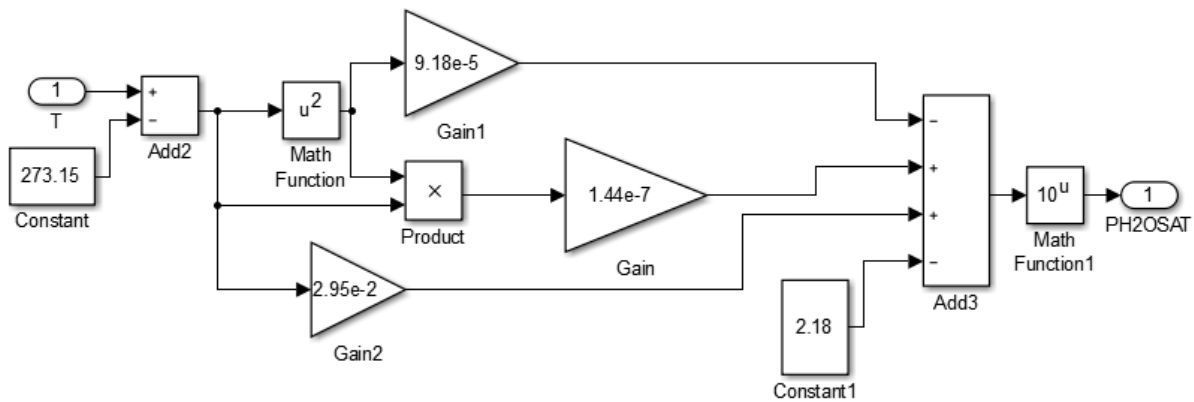 1
T
273.15
Constant
+
−
Add2
u²
Math
Function
9.18e-5
Gain1
×
Product
1.44e-7
Gain
2.95e-2
Gain2
2.18
Constant1
−
+
+
−
Add3
10ᵘ
Math
Function1
1
PH2OSAT